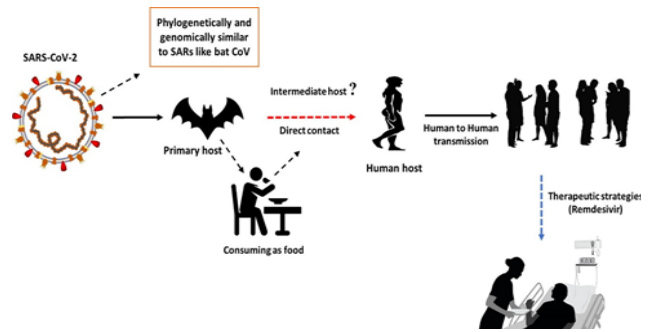 Phylogenetically and
genomically similar
to SARs like bat CoV
SARS-CoV-2
Intermediate host ?
Direct contact
Primary host
Human host
Human to Human
transmission
Consuming as food
Therapeutic strategies
(Remdesivir)